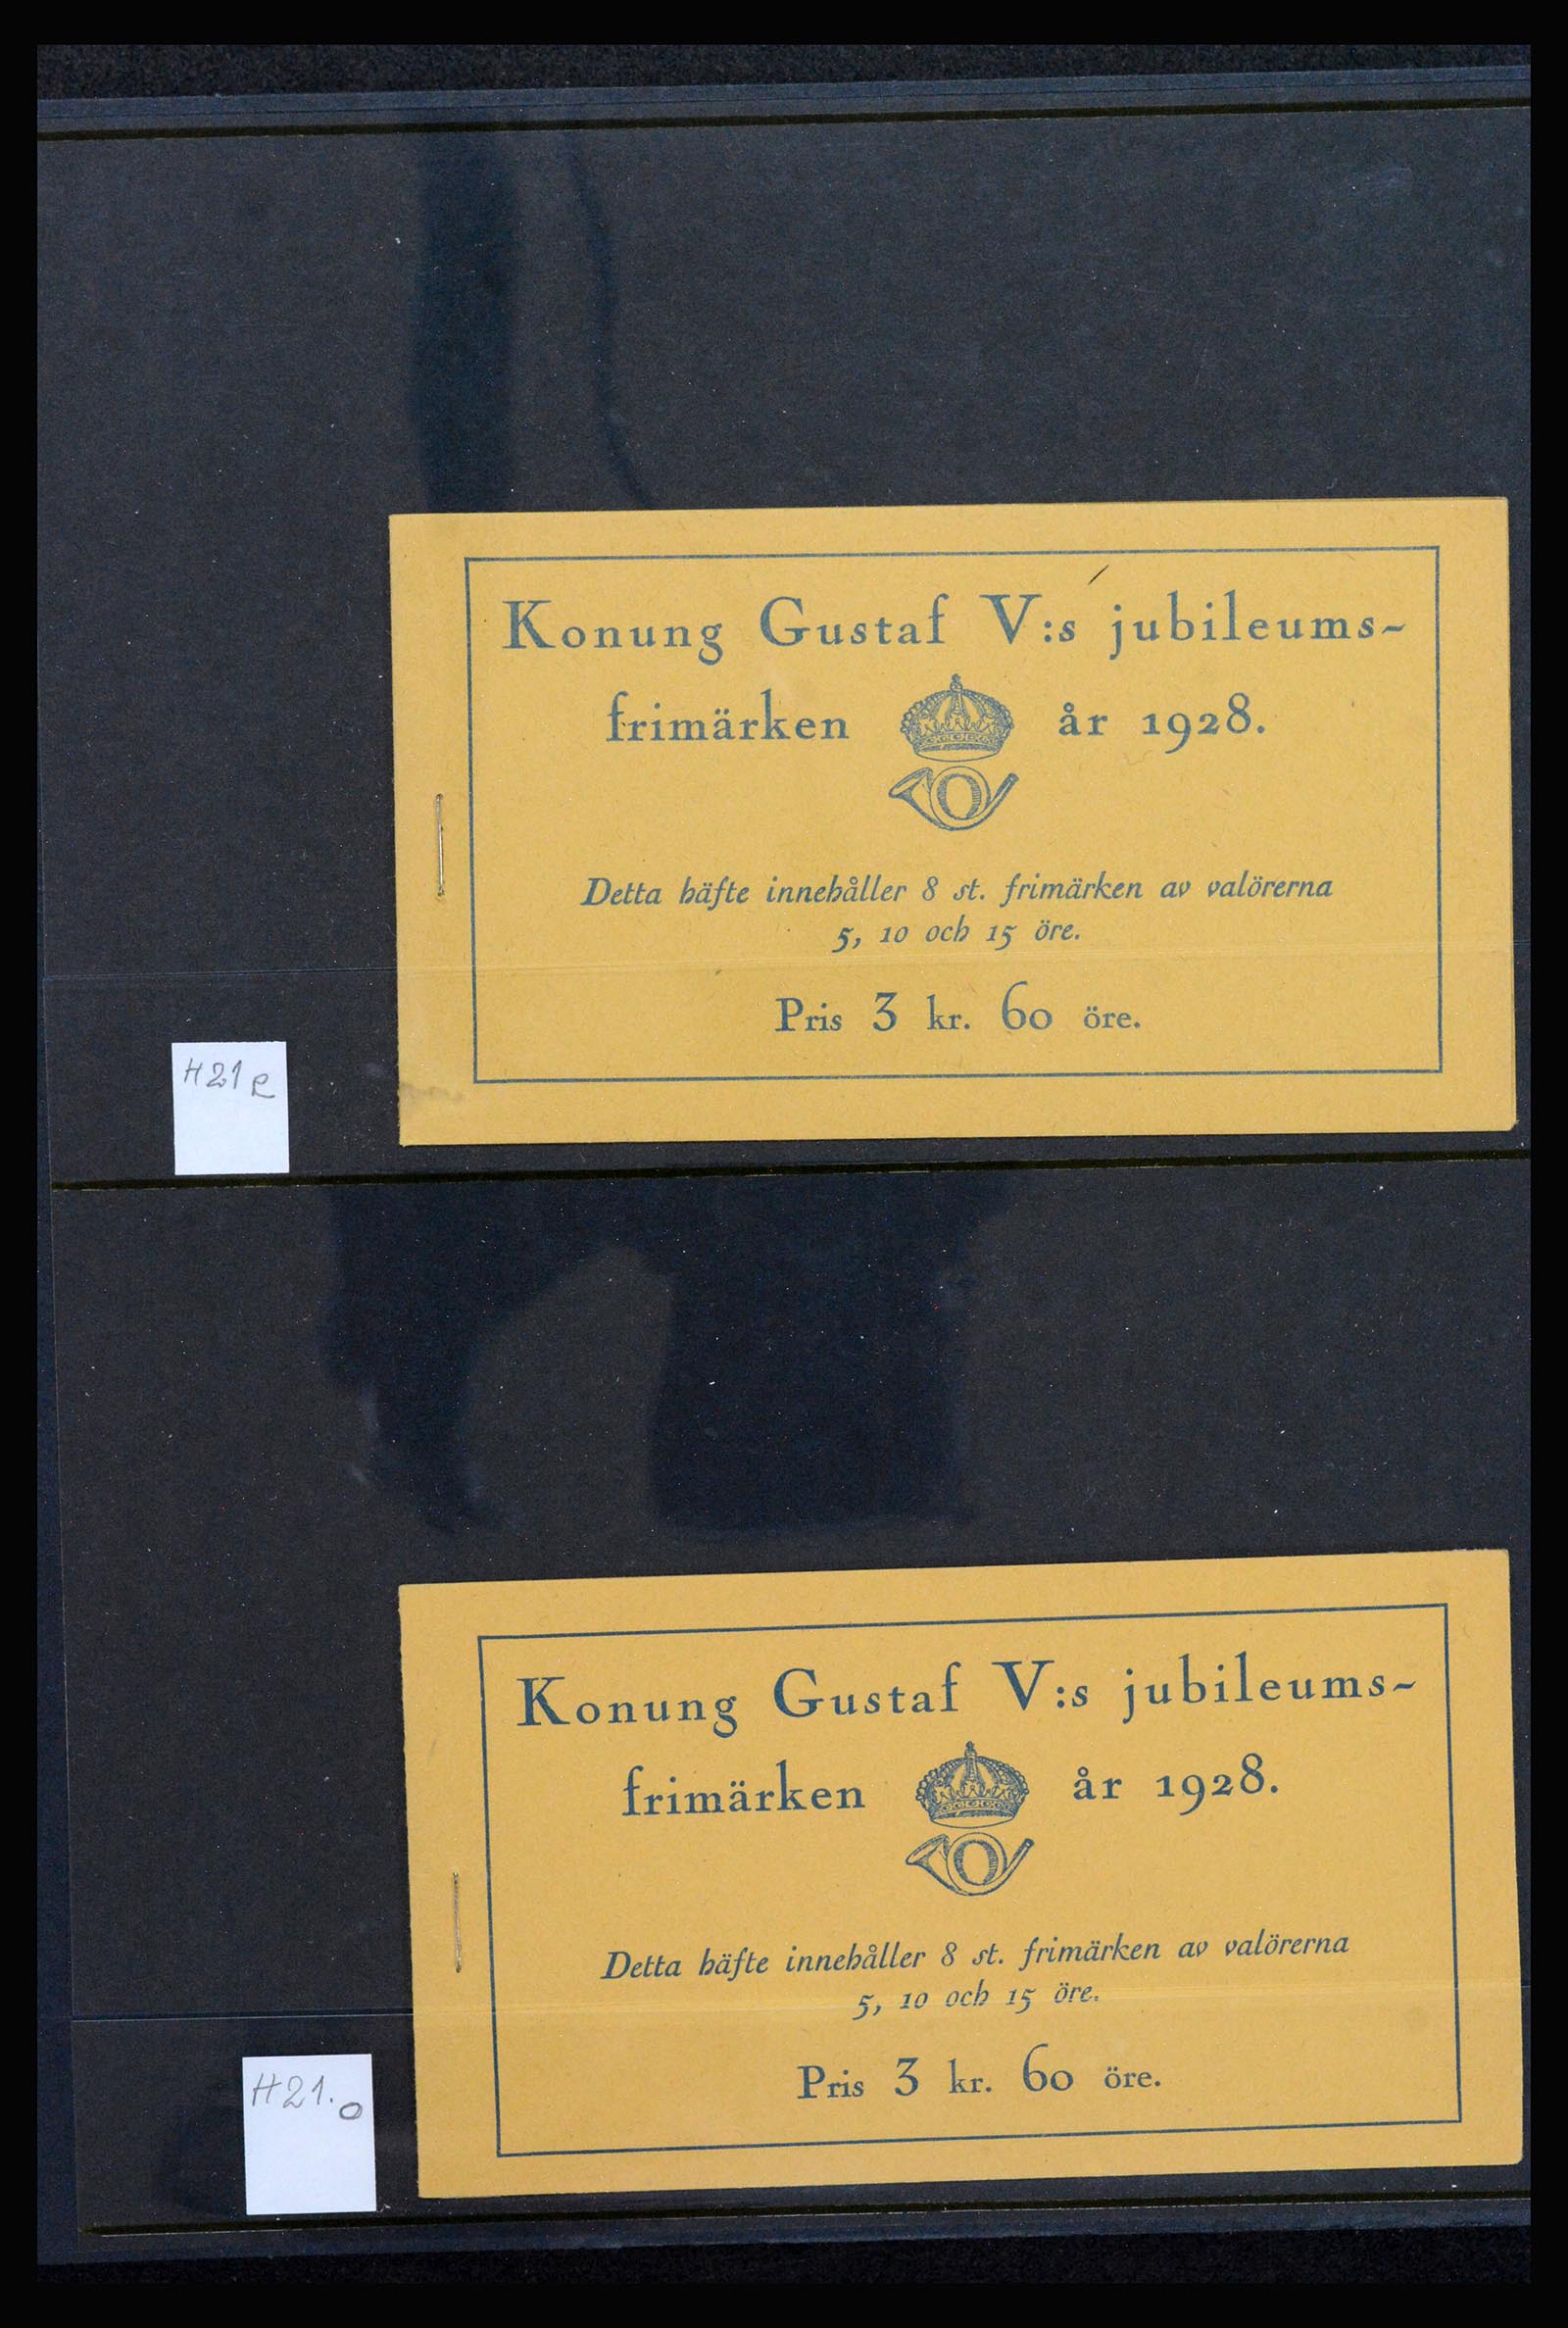 Konung Gustaf V:s jubileums-
frimärken år 1928.
Detta häfte innehåller 8 st. frimärken av valörerna
5, 10 och 15 öre.
Pris 3 kr. 60 öre.
H21 R
Konung Gustaf V:s jubileums-
frimärken år 1928.
Detta häfte innehåller 8 st. frimärken av valörerna
5, 10 och 15 öre.
Pris 3 kr. 60 öre.
H21.O